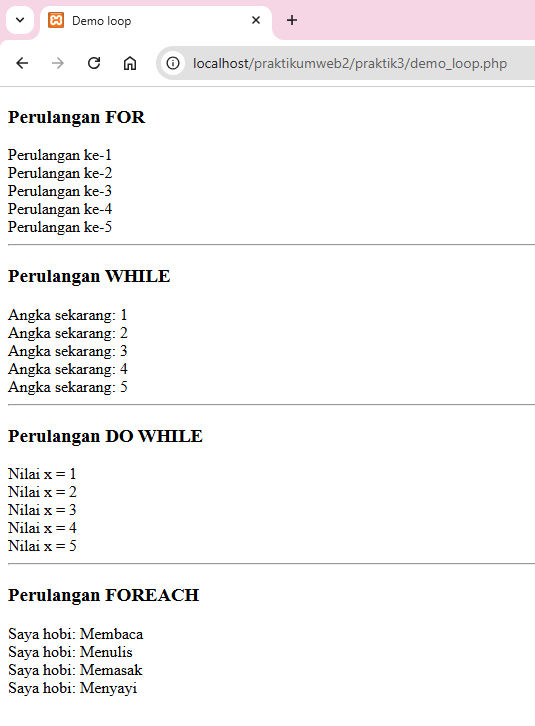 Demo loop
localhost/praktikumweb2/praktik3/demo_loop.php
Perulangan FOR
Perulangan ke-1
Perulangan ke-2
Perulangan ke-3
Perulangan ke-4
Perulangan ke-5
Perulangan WHILE
Angka sekarang: 1
Angka sekarang: 2
Angka sekarang: 3
Angka sekarang: 4
Angka sekarang: 5
Perulangan DO WHILE
Nilai x = 1
Nilai x = 2
Nilai x = 3
Nilai x = 4
Nilai x = 5
Perulangan FOREACH
Saya hobi: Membaca
Saya hobi: Menulis
Saya hobi: Memasak
Saya hobi: Menyayi